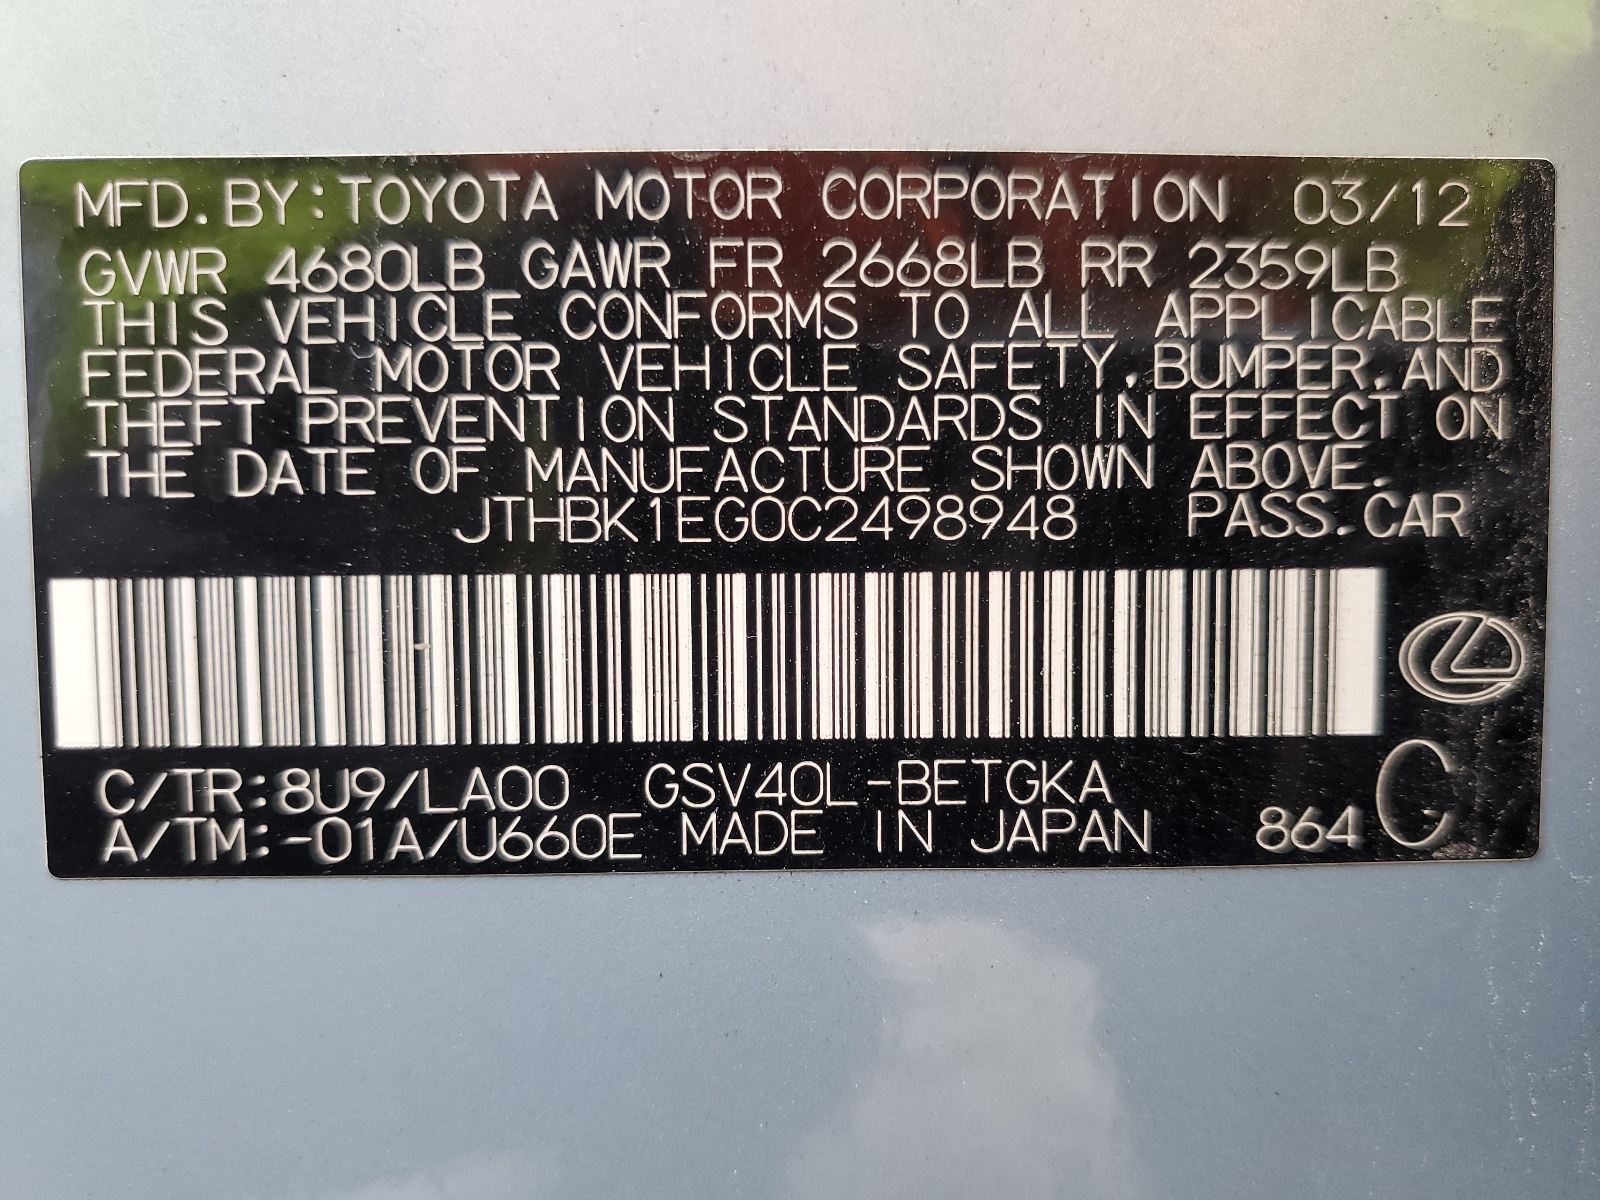 MFD. BY: TOYOTA MOTOR CORPORATION 03/12
GVWR 4680LB GAWR FR 2668LB RR 2359LB
THIS VEHICLE CONFORMS TO ALL APPLICABLE
FEDERAL MOTOR VEHICLE SAFETY, BUMPER, AND
THEFT PREVENTION STANDARDS IN EFFECT ON
THE DATE OF MANUFACTURE SHOWN ABOVE.
JTHBK1EG0C2498948 PASS.CAR
C/TR:8U9/LA00 GSV40L-BETGKA
A/TM:-01A/U660E MADE IN JAPAN 864 C